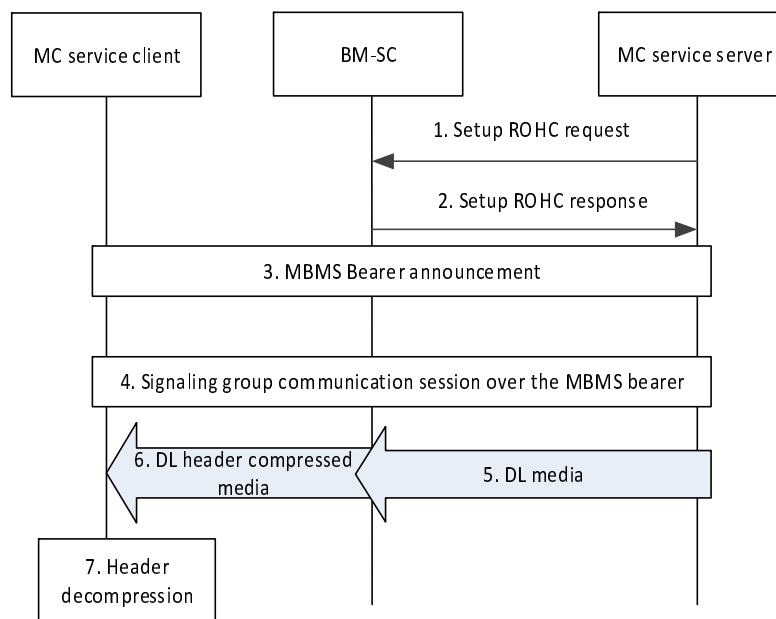 MC service client
BM-SC
MC service server
1. Setup ROHC request
2. Setup ROHC response
3. MBMS Bearer announcement
4. Signaling group communication session over the MBMS bearer
6. DL header compressed
media
5. DL media
7. Header
decompression